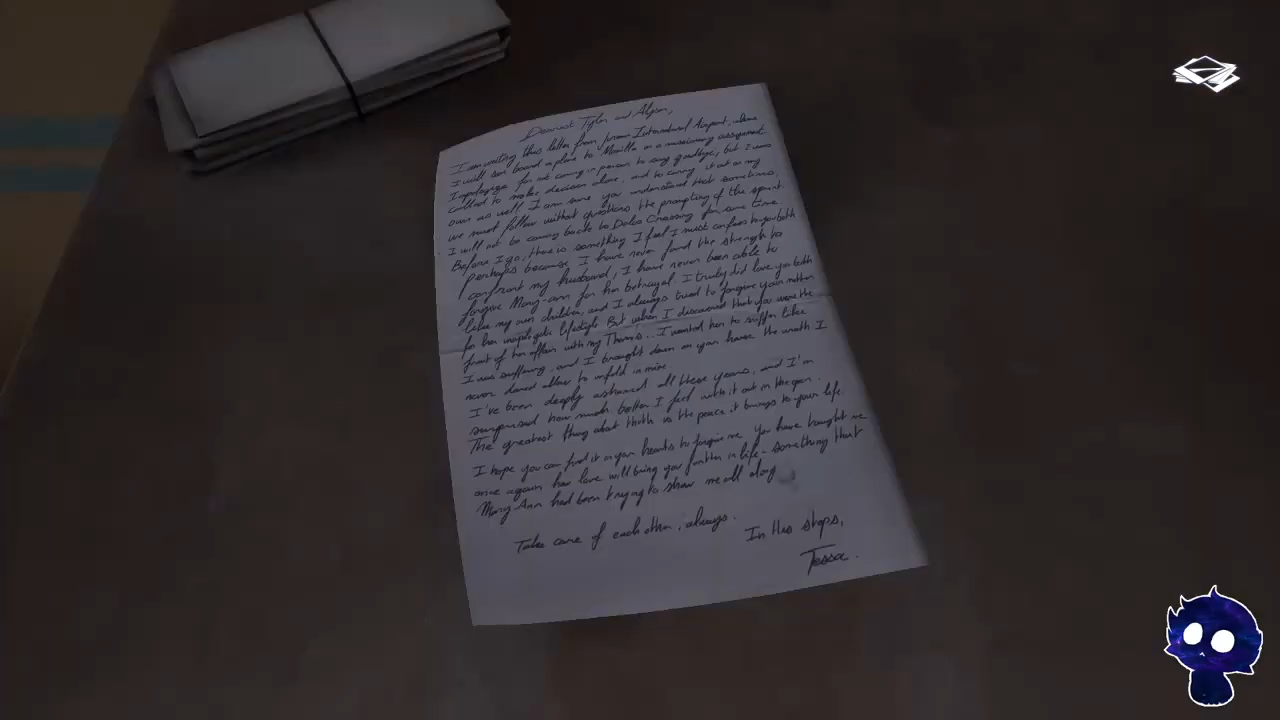 Dearest Tyler and Alyson,
I am writing this letter from Juneau International Airport, where
I will soon board a plane to Manilla on a missionary assignment.
I apologize for not coming in person to say goodbye, but I was
called to make decision alone, and to carry it out on my
own as well. I am sure you understand that sometimes,
we must follow without questions the prompting of the spirit.
I will not be coming back to Delos Crossing for some time.
Before I go, there is something I feel I must confess to you both
perhaps because I have never found the strength to
confront my husband, I have never been able to
forgive Mary-ann for her betrayal. I truly did love you both
like my own children, and I always tried to forgive your mother
for her unapologetic lifestyle. But when I discovered that you were the
fruit of her affair with my Thomas.. I wanted her to suffer like
I was suffering, and I brought down on your house the wrath I
never dared allow to unfold in mine.
I've been deeply ashamed all these years, and I'm
surprised how much better I feel with it out in the open.
The greatest thing about truth is the peace it brings to your life.
I hope you can find it in your hearts to forgive me. You have taught me
once again how love will bring you further in life - something that
Mary-Ann had been trying to show me all along
Take care of each other, always.
In His steps,
Tessa.